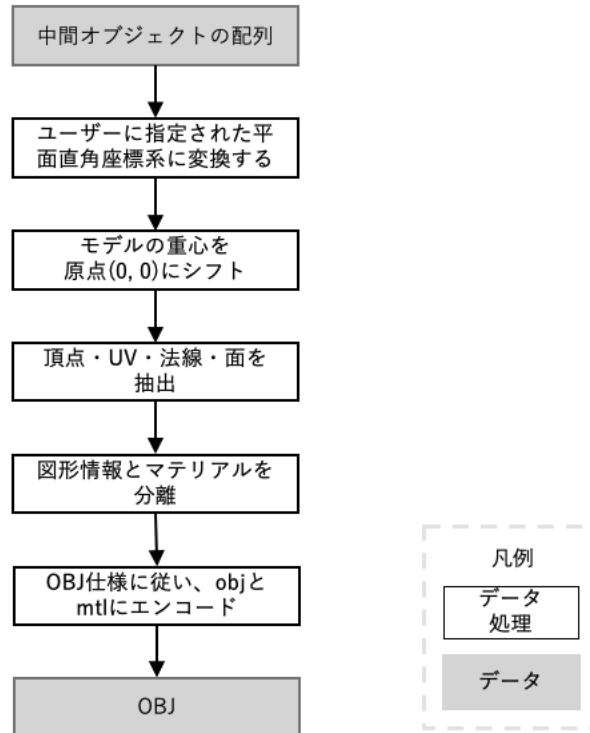 中間オブジェクトの配列
ユーザーに指定された平
面直角座標系に変換する
モデルの重心を
原点(0, 0)にシフト
頂点・UV・法線・面を
抽出
図形情報とマテリアルを
分離
OBJ仕様に従い、objと
mtlにエンコード
OBJ
凡例
データ
処理
データ